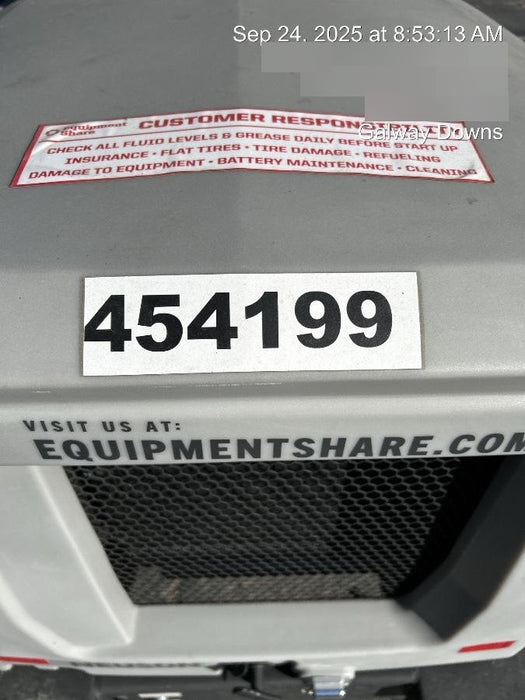 Sep 24, 2025 at 8:53:13 AM
Galway Downs
equipment
Share
CUSTOMER
CHECK ALL FLUID LEVELS & GREASE DAILY BEFORE START UP
INSURANCE • FLAT TIRES • TIRE DAMAGE • REFUELING
DAMAGE TO EQUIPMENT • BATTERY MAINTENANCE • CLEANING
454199
VISIT US AT:
EQUIPMENTSHARE.COM